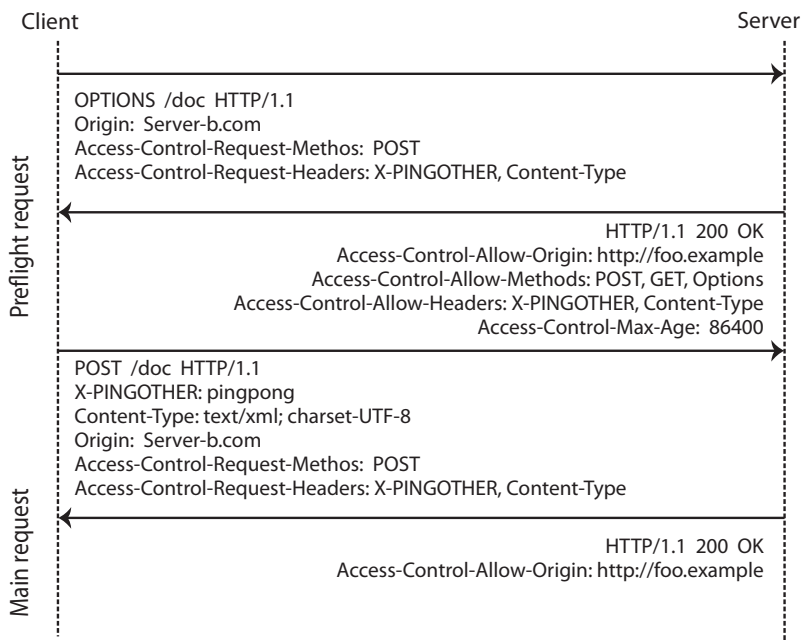 Client
Server
OPTIONS /doc HTTP/1.1
Origin: Server-b.com
Access-Control-Request-Methos: POST
Access-Control-Request-Headers: X-PINGOTHER, Content-Type
Preflight request
HTTP/1.1 200 OK
Access-Control-Allow-Origin: http://foo.example
Access-Control-Allow-Methods: POST, GET, Options
Access-Control-Allow-Headers: X-PINGOTHER, Content-Type
Access-Control-Max-Age: 86400
POST /doc HTTP/1.1
X-PINGOTHER: pingpong
Content-Type: text/xml; charset-UTF-8
Origin: Server-b.com
Access-Control-Request-Methos: POST
Access-Control-Request-Headers: X-PINGOTHER, Content-Type
Main request
HTTP/1.1 200 OK
Access-Control-Allow-Origin: http://foo.example